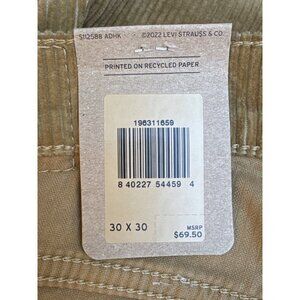 S112588 ADHK ©2022 LEVI STRAUSS & CO
PRINTED ON RECYCLED PAPER
196311659
8 40227 54459 4
30 X 30
MSRP
$69.50